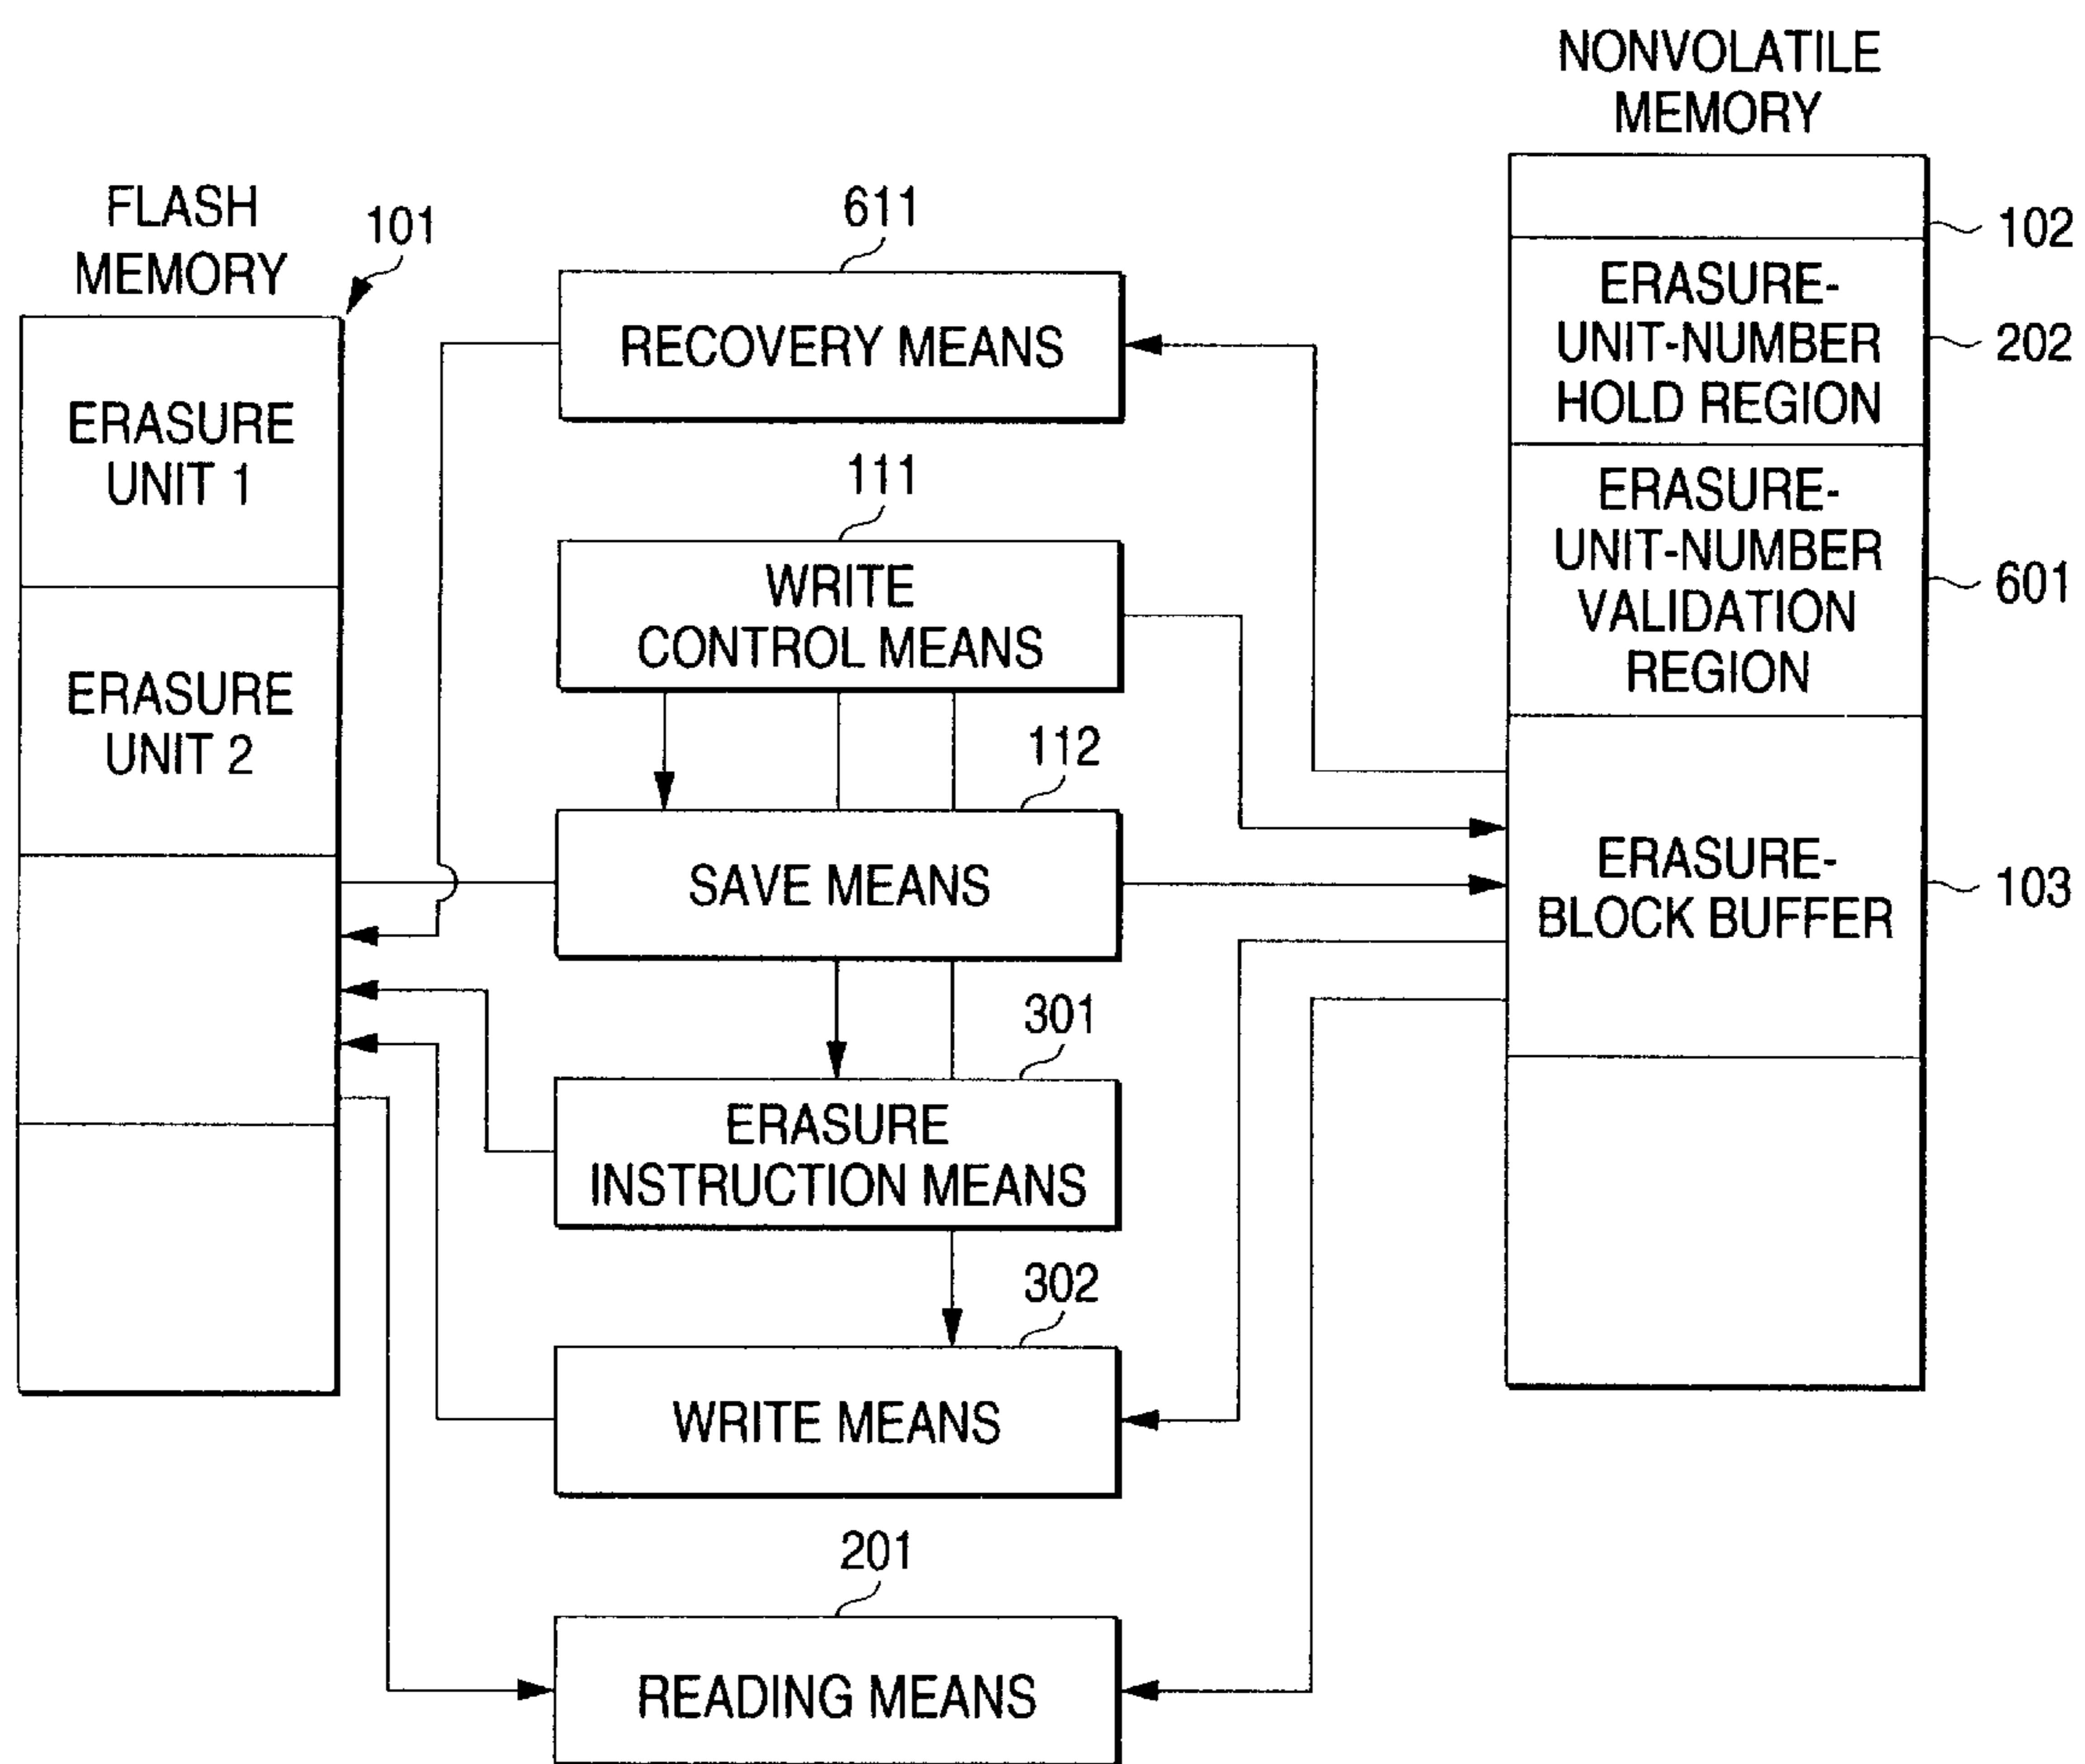 NONVOLATILE
MEMORY
FLASH
MEMORY
101
611
102
ERASURE-
UNIT-NUMBER
HOLD REGION
202
RECOVERY MEANS
ERASURE
UNIT 1
111
ERASURE-
UNIT-NUMBER
VALIDATION
REGION
601
WRITE
CONTROL MEANS
ERASURE
UNIT 2
112
SAVE MEANS
ERASURE-
BLOCK BUFFER
103
301
ERASURE
INSTRUCTION MEANS
302
WRITE MEANS
201
READING MEANS